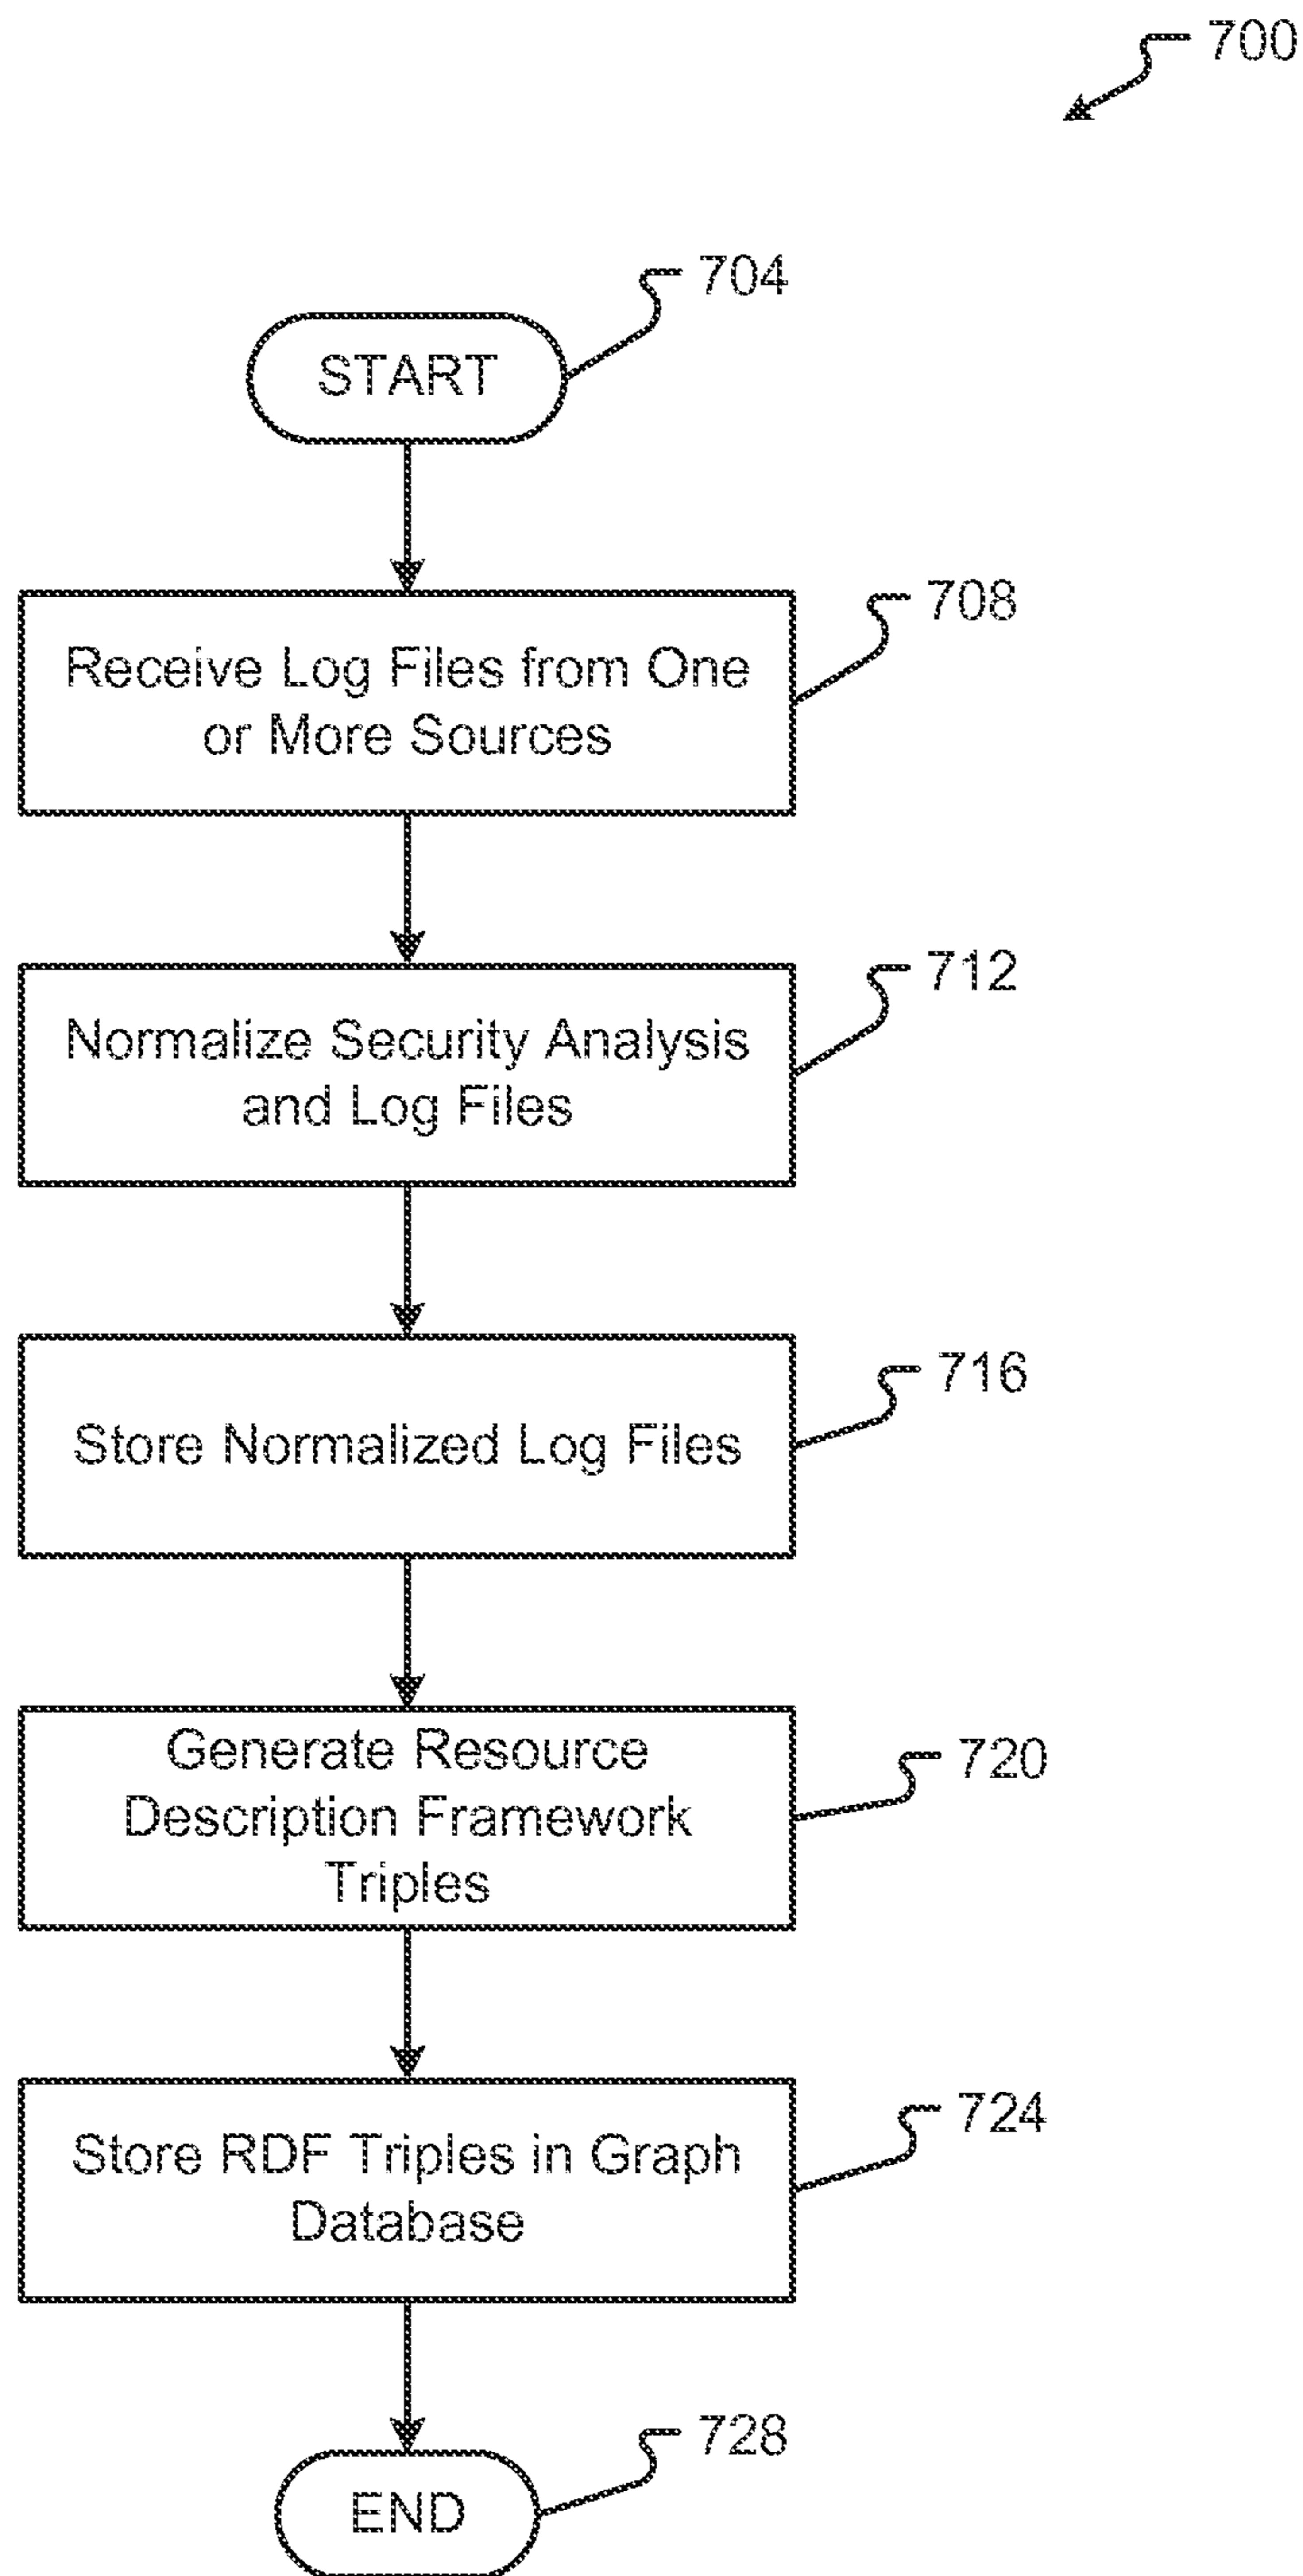 700
704
START
708
Receive Log Files from One
or More Sources
712
Normalize Security Analysis
and Log Files
716
Store Normalized Log Files
720
Generate Resource
Description Framework
Triples
724
Store RDF Triples in Graph
Database
728
END